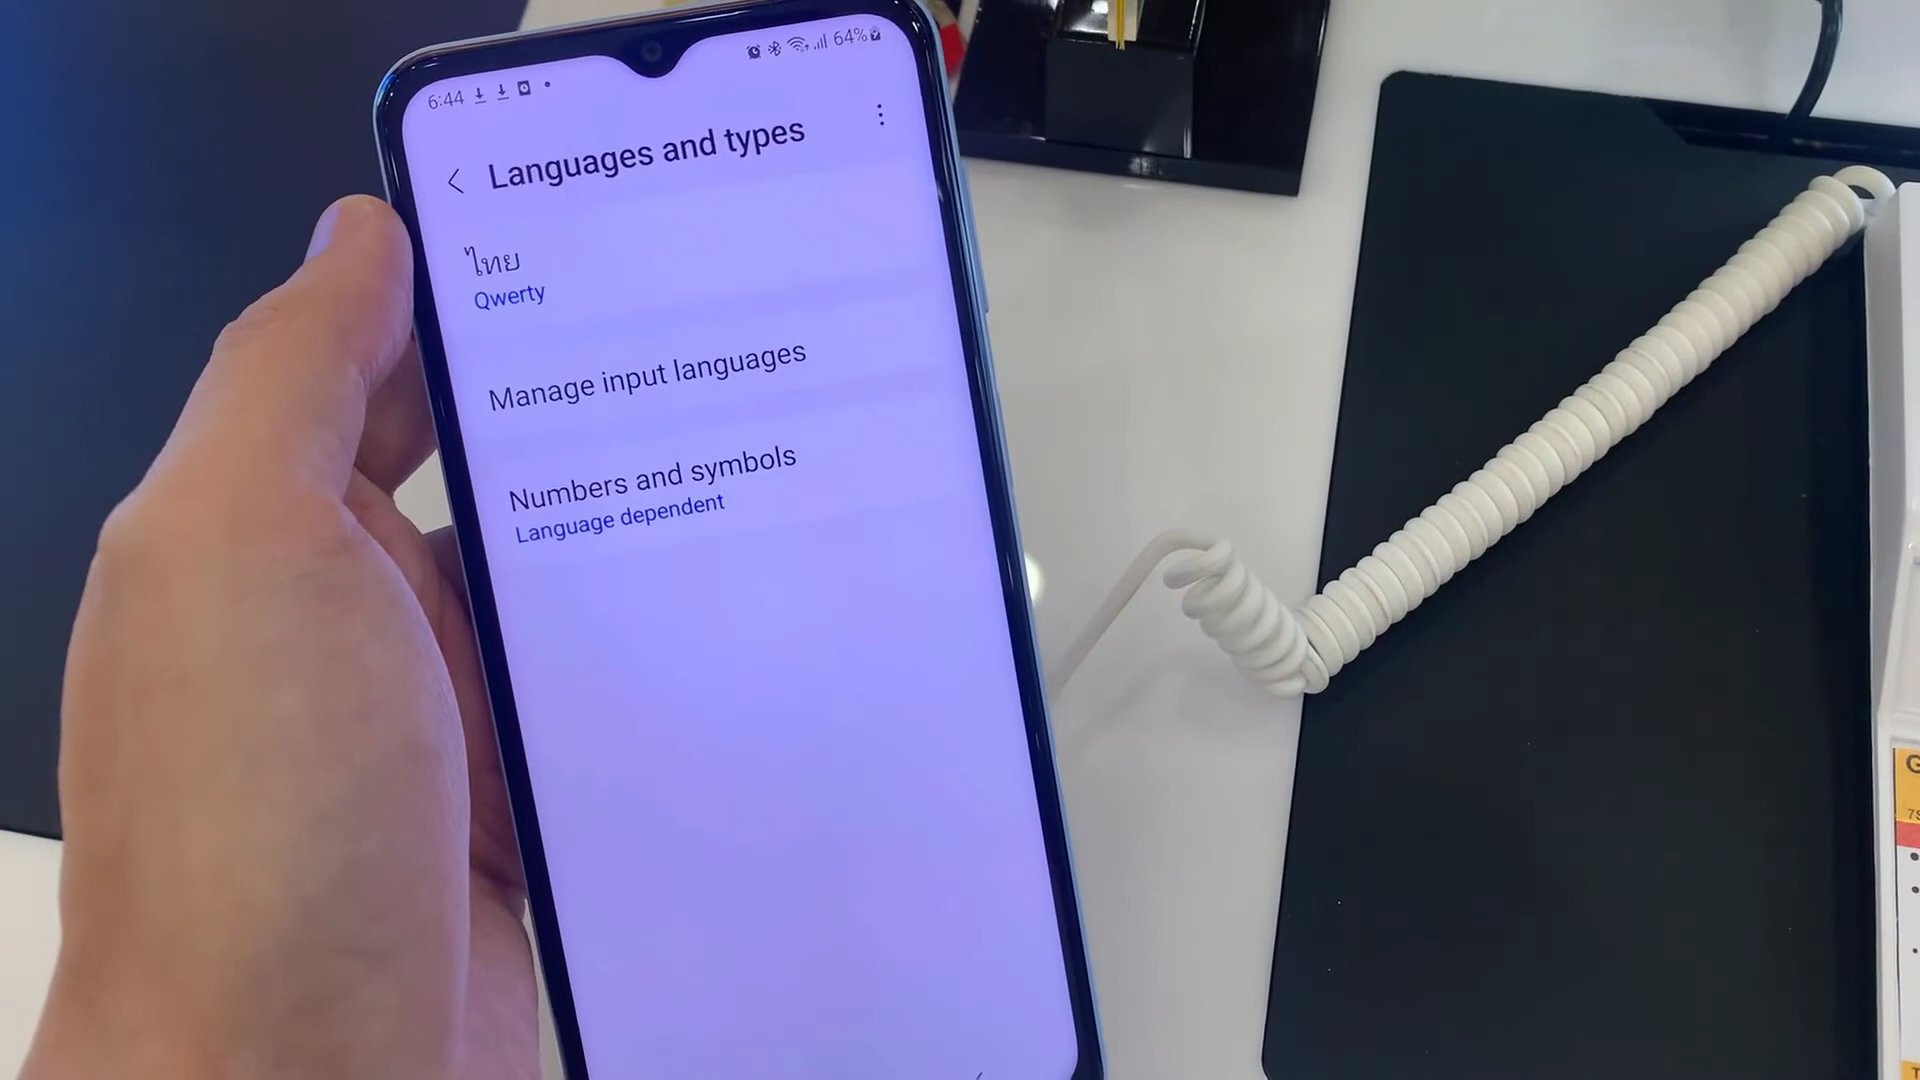 6:44
64%
Languages and types
ไทย
Qwerty
Manage input languages
Numbers and symbols
Language dependent
G